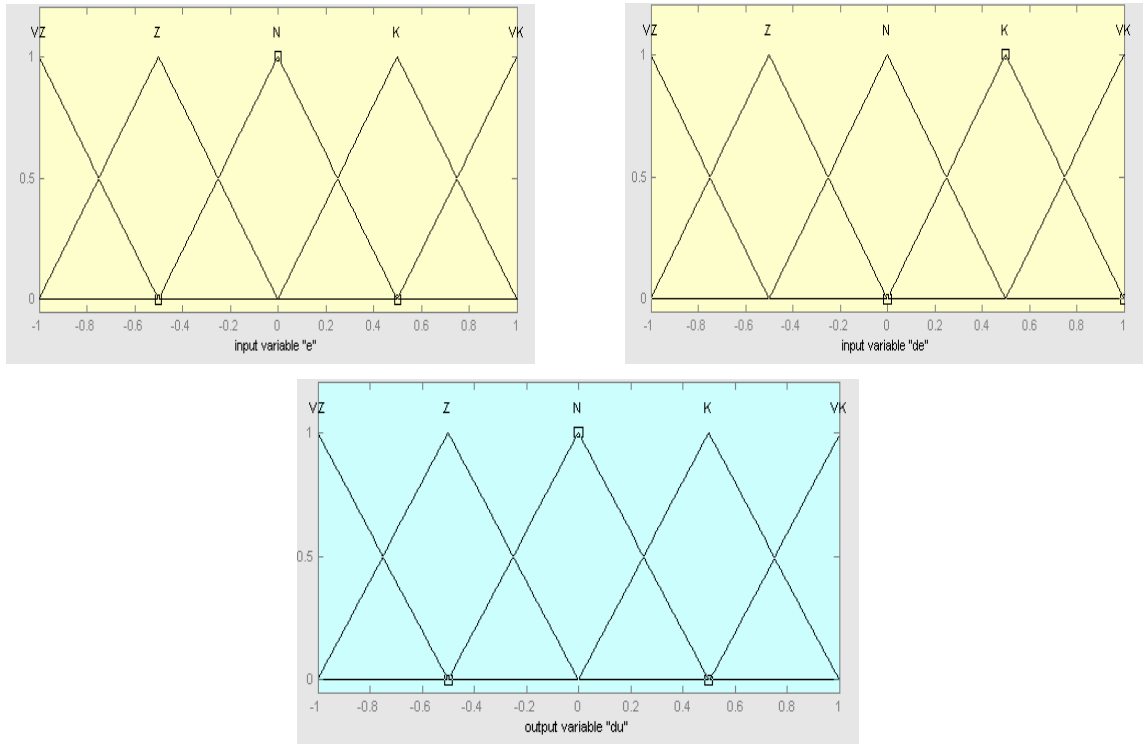 VZ Z N K VK
1
0.5
0
-1 -0.8 -0.6 -0.4 -0.2 0 0.2 0.4 0.6 0.8 1
input variable "e"
VZ Z N K VK
1
0.5
0
-1 -0.8 -0.6 -0.4 -0.2 0 0.2 0.4 0.6 0.8 1
input variable "de"
VZ Z N K VK
1
0.5
0
-1 -0.8 -0.6 -0.4 -0.2 0 0.2 0.4 0.6 0.8 1
output variable "du"